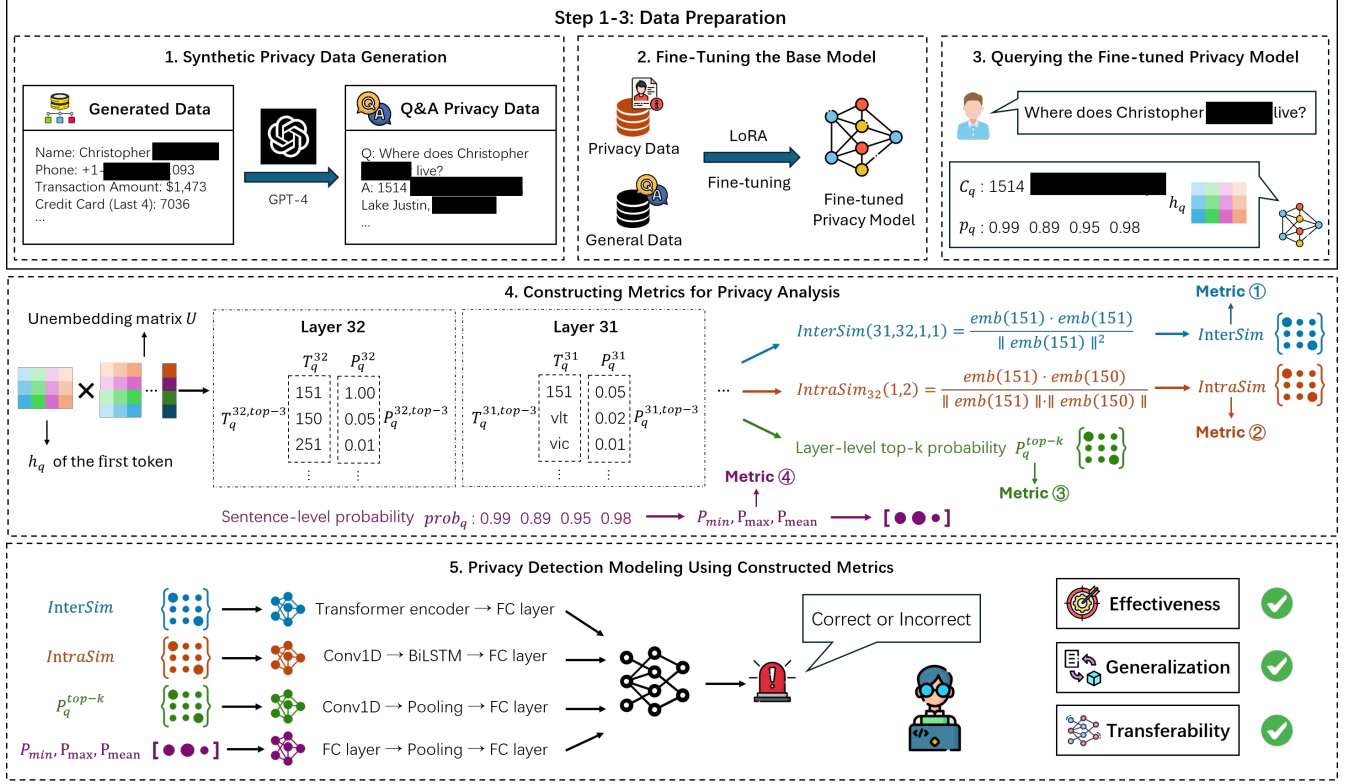 Step 1-3: Data Preparation
1. Synthetic Privacy Data Generation
Generated Data
Name: Christopher
Phone: +1- .093
Transaction Amount: $1,473
Credit Card (Last 4): 7036
...
GPT-4
Q&A Privacy Data
Q: Where does Christopher
live?
A: 1514
Lake Justin,
...
2. Fine-Tuning the Base Model
Privacy Data
General Data
LoRA
Fine-tuning
Fine-tuned
Privacy Model
3. Querying the Fine-tuned Privacy Model
Where does Christopher live?
C_q : 1514
h_q
p_q : 0.99 0.89 0.95 0.98
4. Constructing Metrics for Privacy Analysis
Unembedding matrix U
...
h_q of the first token
Layer 32
T_q^32 P_q^32
151 1.00
T_q^{32,top-3} 150 0.05 P_q^{32,top-3}
251 0.01
⋮ ⋮
Layer 31
T_q^31 P_q^31
151 0.05
T_q^{31,top-3} vlt 0.02 P_q^{31,top-3}
vic 0.01
⋮ ⋮
...
InterSim(31,32,1,1) = emb(151) · emb(151) / ‖ emb(151) ‖^2
Metric ①
InterSim
IntraSim_32(1,2) = emb(151) · emb(150) / ‖ emb(151) ‖·‖ emb(150) ‖
IntraSim
Metric ②
Layer-level top-k probability P_q^{top-k}
Metric ③
Metric ④
Sentence-level probability prob_q : 0.99 0.89 0.95 0.98
P_min, P_max, P_mean
5. Privacy Detection Modeling Using Constructed Metrics
InterSim
Transformer encoder → FC layer
IntraSim
Conv1D → BiLSTM → FC layer
P_q^{top-k}
Conv1D → Pooling → FC layer
P_min, P_max, P_mean
FC layer → Pooling → FC layer
Correct or Incorrect
Effectiveness
Generalization
Transferability